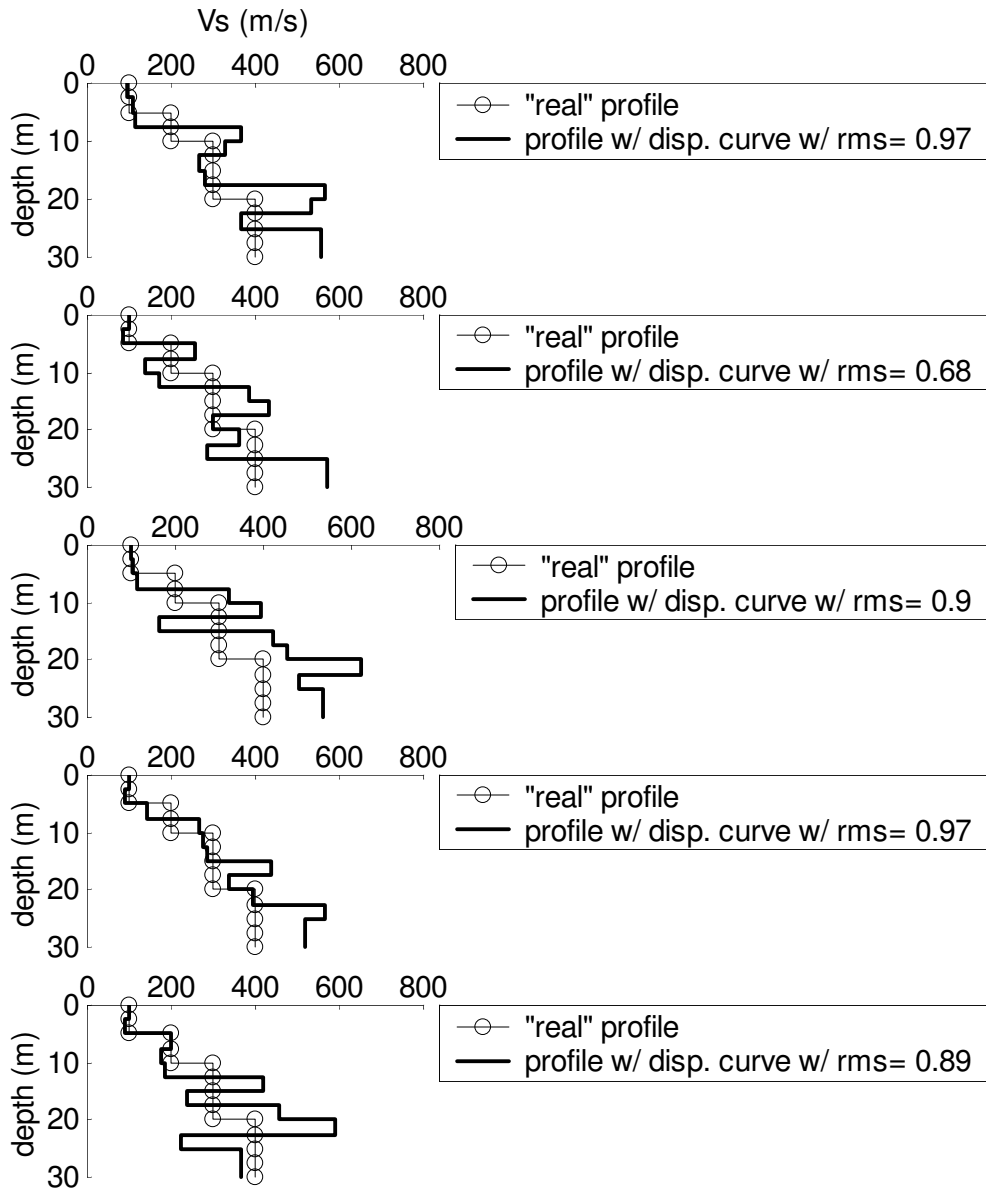 Vs (m/s)
0 200 400 600 800
0
10
20
30
depth (m)
"real" profile
profile w/ disp. curve w/ rms= 0.97
0 200 400 600 800
0
10
20
30
depth (m)
"real" profile
profile w/ disp. curve w/ rms= 0.68
0 200 400 600 800
0
10
20
30
depth (m)
"real" profile
profile w/ disp. curve w/ rms= 0.9
0 200 400 600 800
0
10
20
30
depth (m)
"real" profile
profile w/ disp. curve w/ rms= 0.97
0 200 400 600 800
0
10
20
30
depth (m)
"real" profile
profile w/ disp. curve w/ rms= 0.89